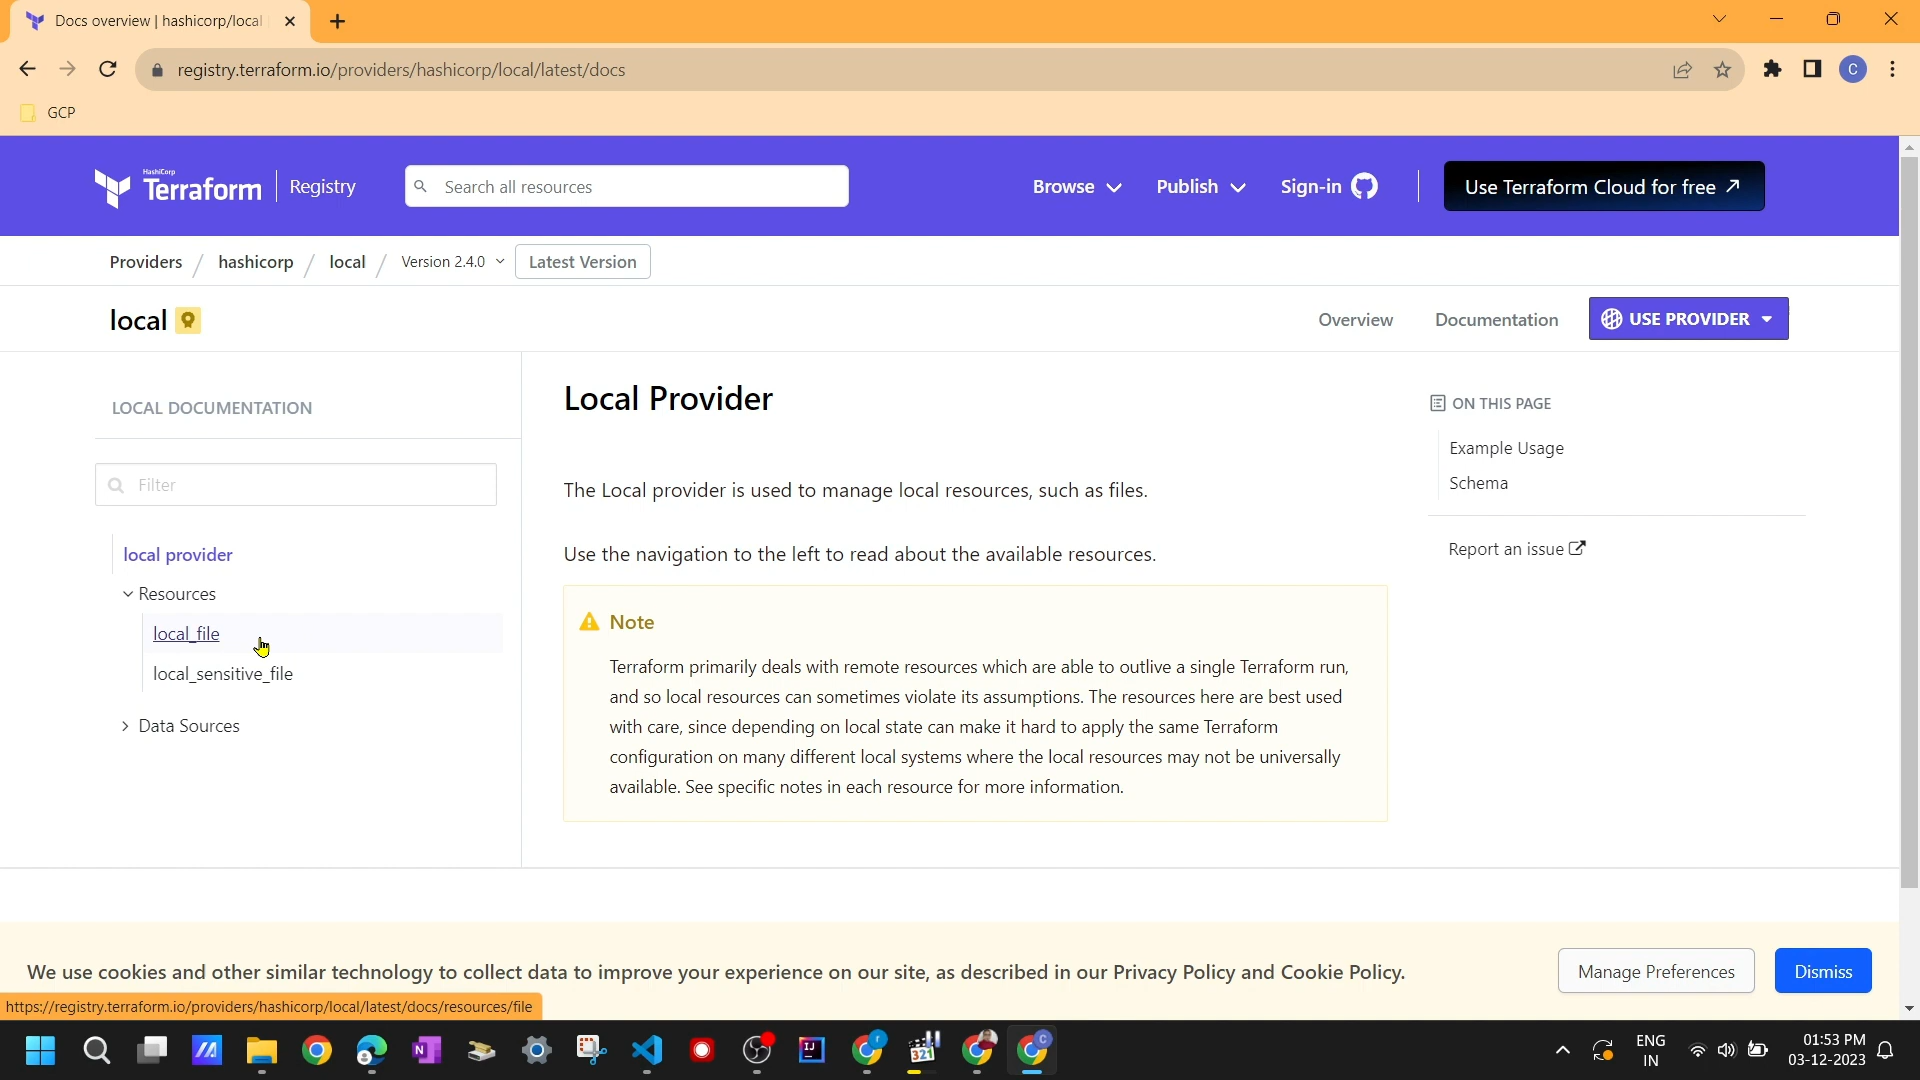 Docs overview | hashicorp/local
registry.terraform.io/providers/hashicorp/local/latest/docs
C
GCP
HashiCorp
Terraform
Registry
Search all resources
Browse
Publish
Sign-in
Use Terraform Cloud for free
Providers / hashicorp / local / Version 2.4.0
Latest Version
local
Overview
Documentation
USE PROVIDER
LOCAL DOCUMENTATION
Filter
local provider
Resources
local_file
local_sensitive_file
Data Sources
Local Provider
The Local provider is used to manage local resources, such as files.
Use the navigation to the left to read about the available resources.
Note
Terraform primarily deals with remote resources which are able to outlive a single Terraform run,
and so local resources can sometimes violate its assumptions. The resources here are best used
with care, since depending on local state can make it hard to apply the same Terraform
configuration on many different local systems where the local resources may not be universally
available. See specific notes in each resource for more information.
ON THIS PAGE
Example Usage
Schema
Report an issue
We use cookies and other similar technology to collect data to improve your experience on our site, as described in our Privacy Policy and Cookie Policy.
Manage Preferences
Dismiss
https://registry.terraform.io/providers/hashicorp/local/latest/docs/resources/file
N
IJ
r
321
C
ENG
IN
01:53 PM
03-12-2023